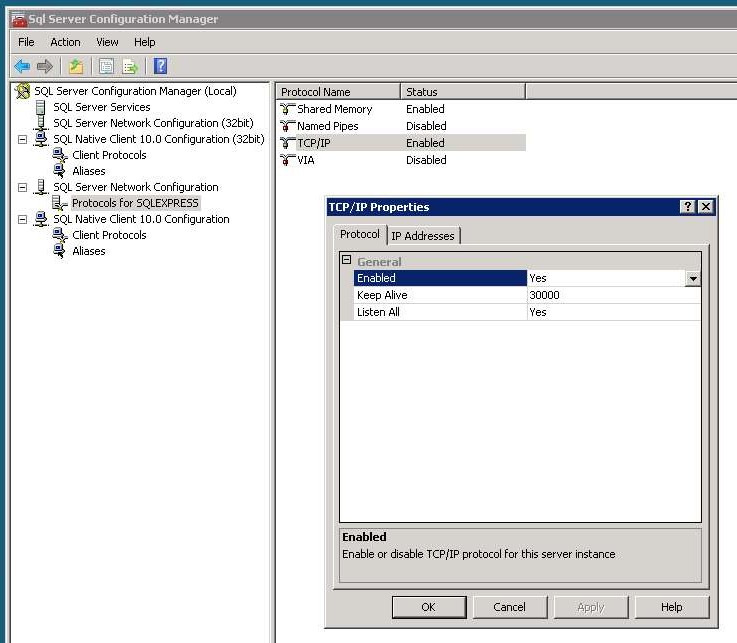 Sql Server Configuration Manager
File Action View Help
SQL Server Configuration Manager (Local)
SQL Server Services
SQL Server Network Configuration (32bit)
SQL Native Client 10.0 Configuration (32bit)
Client Protocols
Aliases
SQL Server Network Configuration
Protocols for SQLEXPRESS
SQL Native Client 10.0 Configuration
Client Protocols
Aliases
Protocol Name Status
Shared Memory Enabled
Named Pipes Disabled
TCP/IP Enabled
VIA Disabled
TCP/IP Properties
Protocol IP Addresses
General
Enabled Yes
Keep Alive 30000
Listen All Yes
Enabled
Enable or disable TCP/IP protocol for this server instance
OK Cancel Apply Help